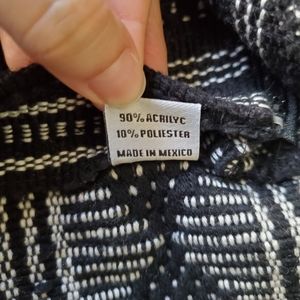 90% ACRILYC
10% POLIESTER
MADE IN MEXICO